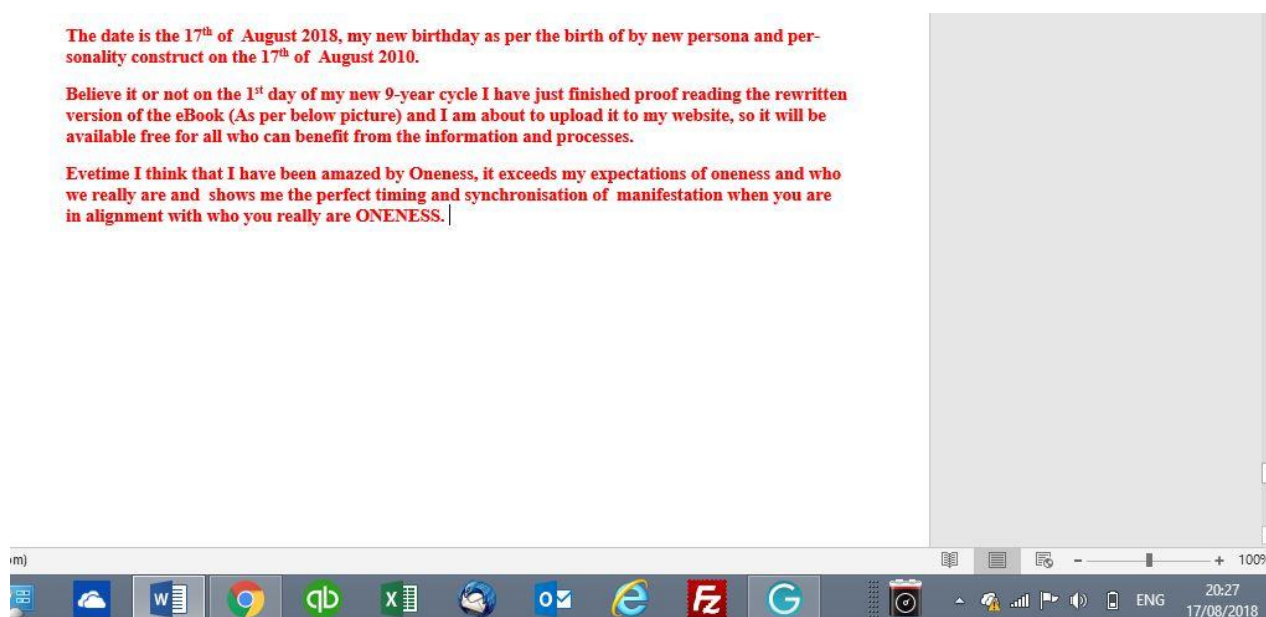 The date is the 17th of August 2018, my new birthday as per the birth of by new persona and per-
sonality construct on the 17th of August 2010.
Believe it or not on the 1st day of my new 9-year cycle I have just finished proof reading the rewritten
version of the eBook (As per below picture) and I am about to upload it to my website, so it will be
available free for all who can benefit from the information and processes.
Evetime I think that I have been amazed by Oneness, it exceeds my expectations of oneness and who
we really are and shows me the perfect timing and synchronisation of manifestation when you are
in alignment with who you really are ONENESS.
m)
100%
ENG
20:27
17/08/2018